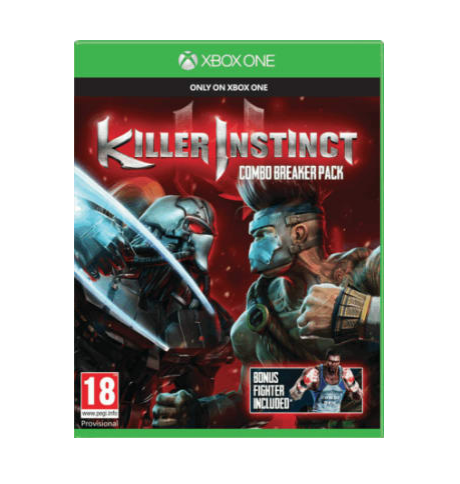 XBOX ONE
ONLY ON XBOX ONE
KILLER INSTINCT
COMBO BREAKER PACK
18
www.pegi.info
Provisional
BONUS
FIGHTER
INCLUDED*